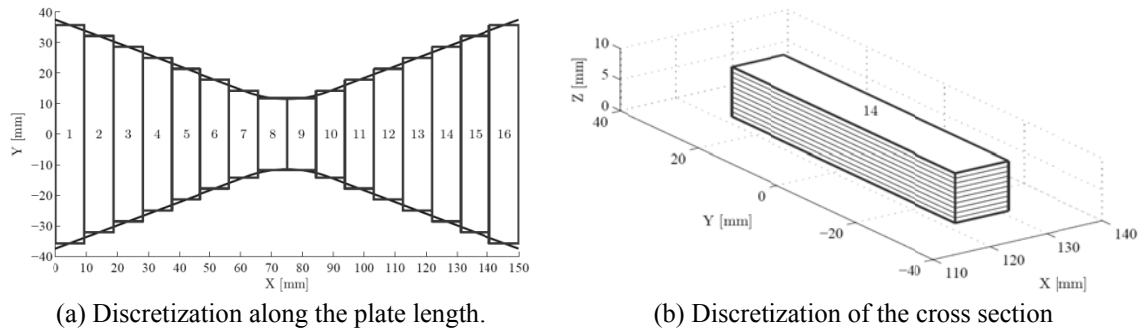 40
30
20
10
0
−10
−20
−30
−40
Y [mm]
1 2 3 4 5 6 7 8 9 10 11 12 13 14 15 16
0 10 20 30 40 50 60 70 80 90 100 110 120 130 140 150
X [mm]
(a) Discretization along the plate length.
10
5
0
Z [mm]
14
40
20
0
−20
−40
Y [mm]
110
120
130
140
X [mm]
(b) Discretization of the cross section